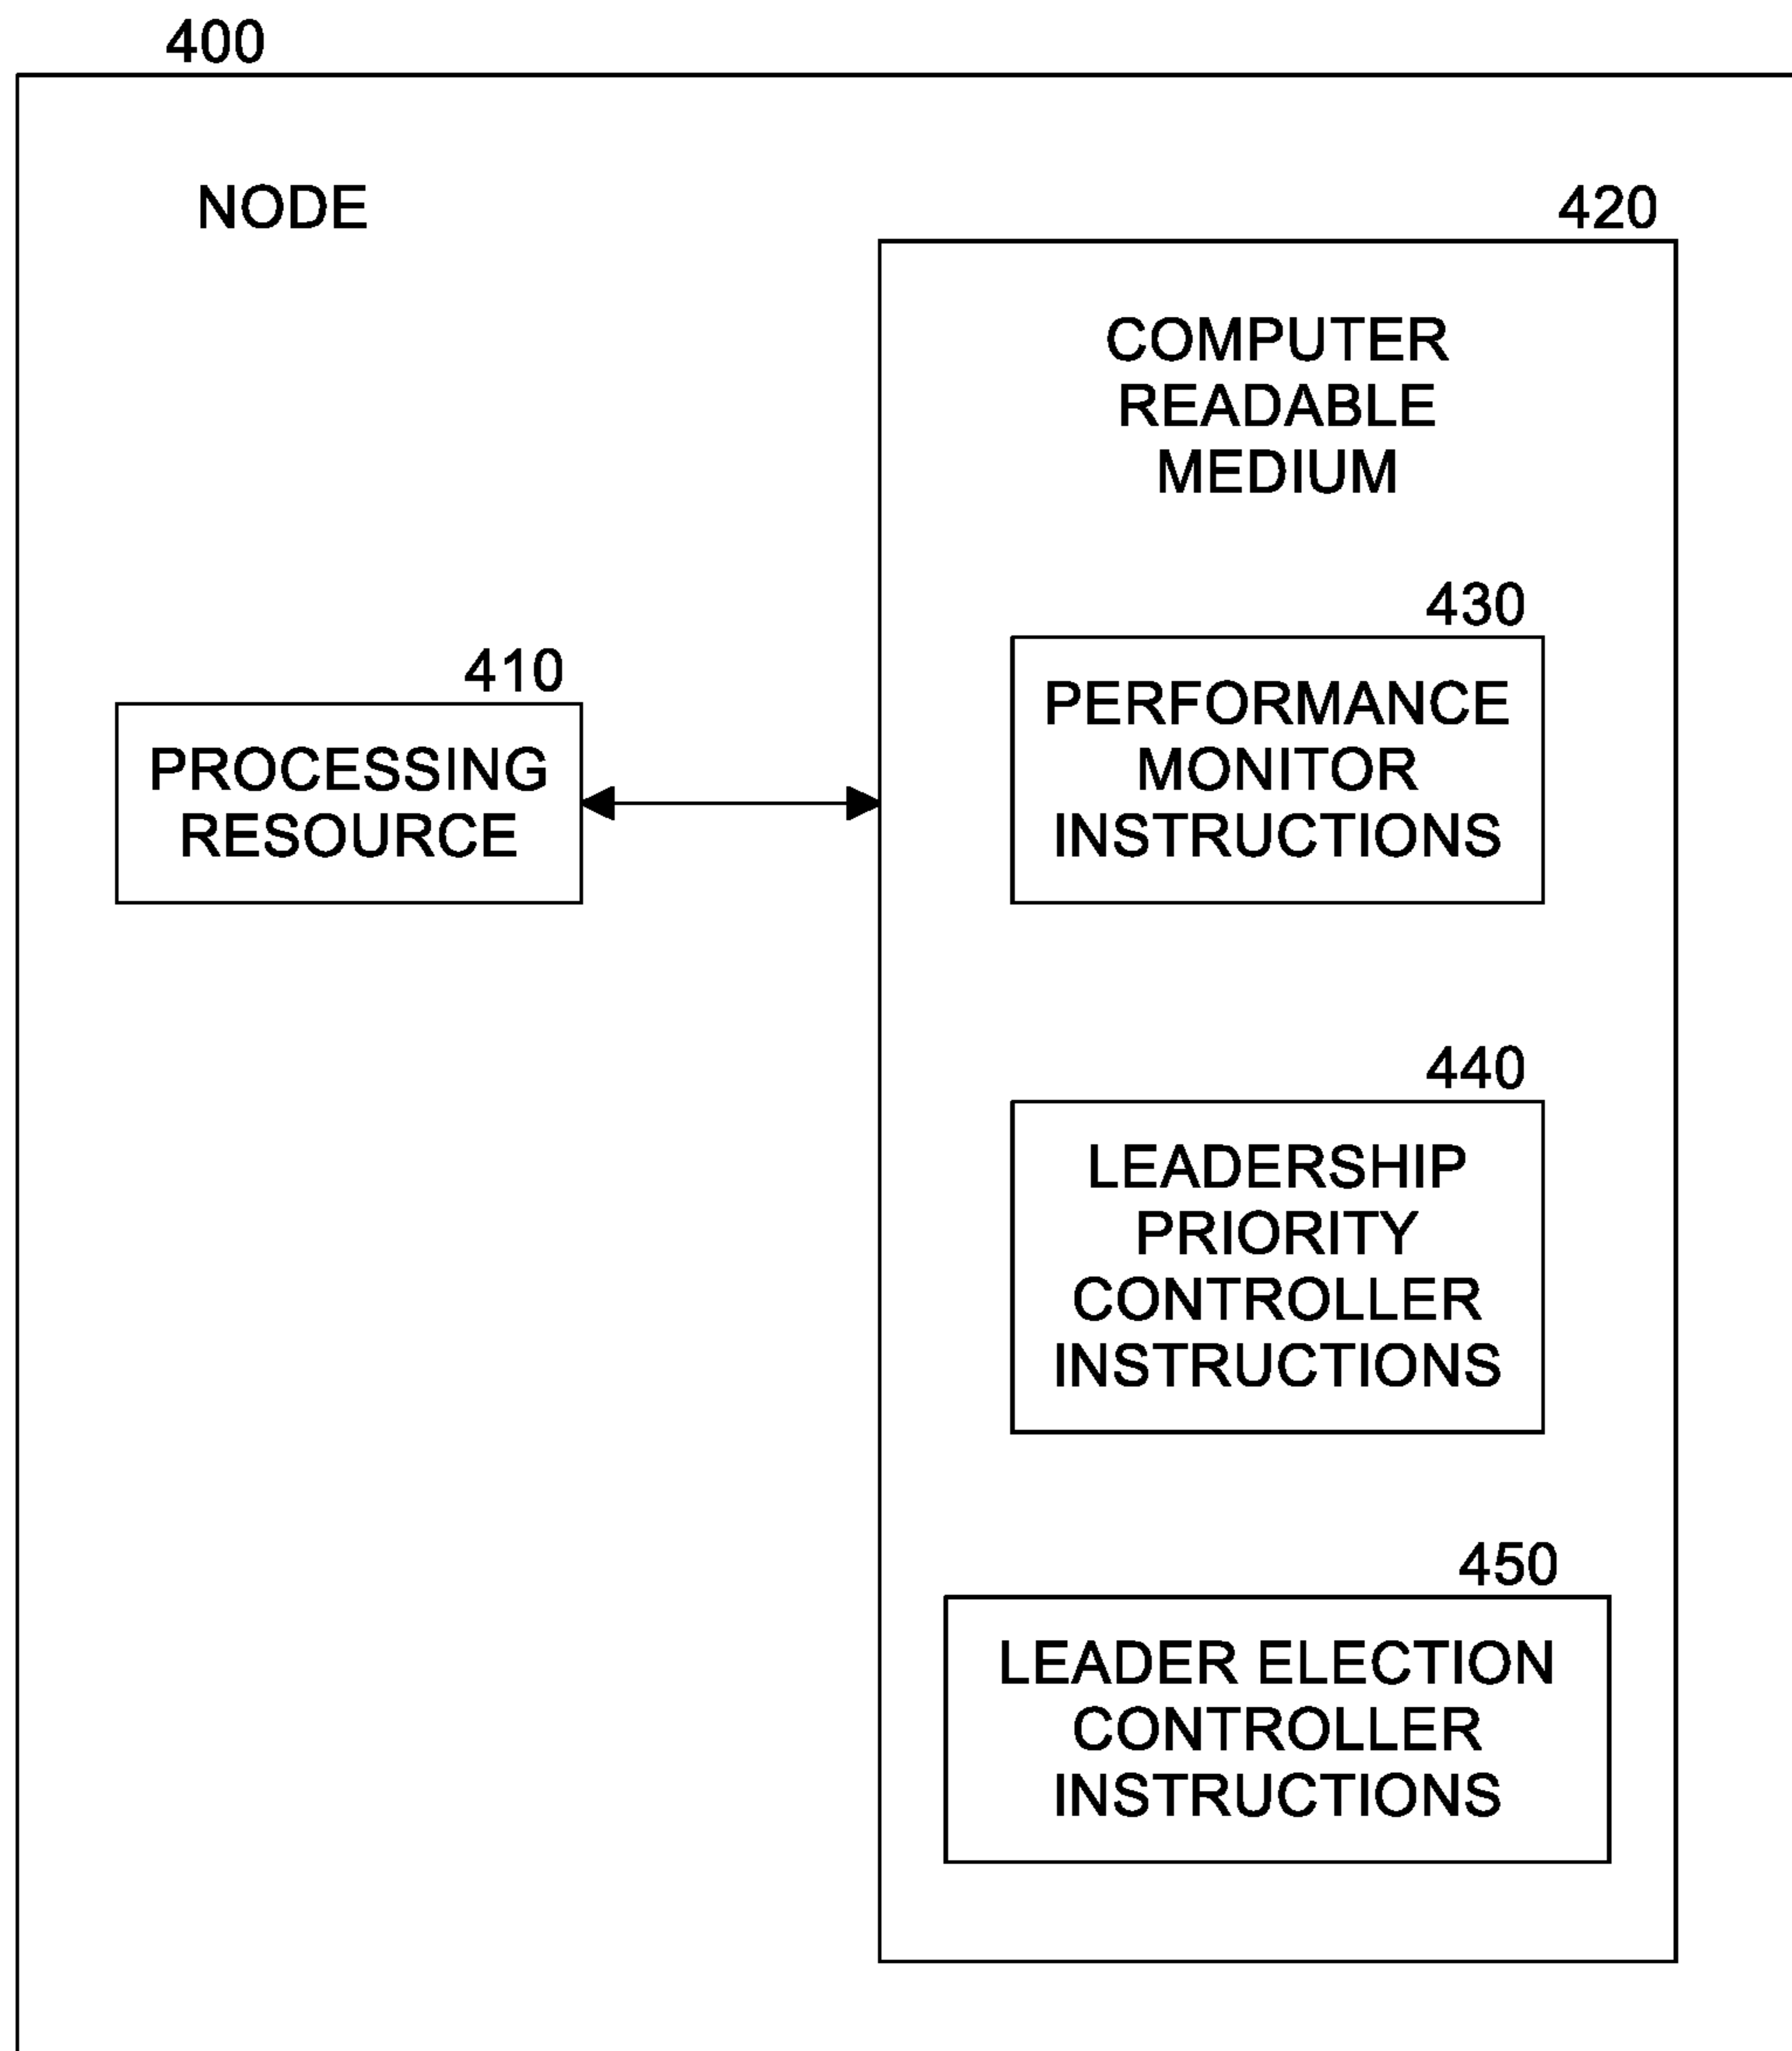 400
NODE
420
COMPUTER
READABLE
MEDIUM
430
PERFORMANCE
MONITOR
INSTRUCTIONS
410
PROCESSING
RESOURCE
440
LEADERSHIP
PRIORITY
CONTROLLER
INSTRUCTIONS
450
LEADER ELECTION
CONTROLLER
INSTRUCTIONS